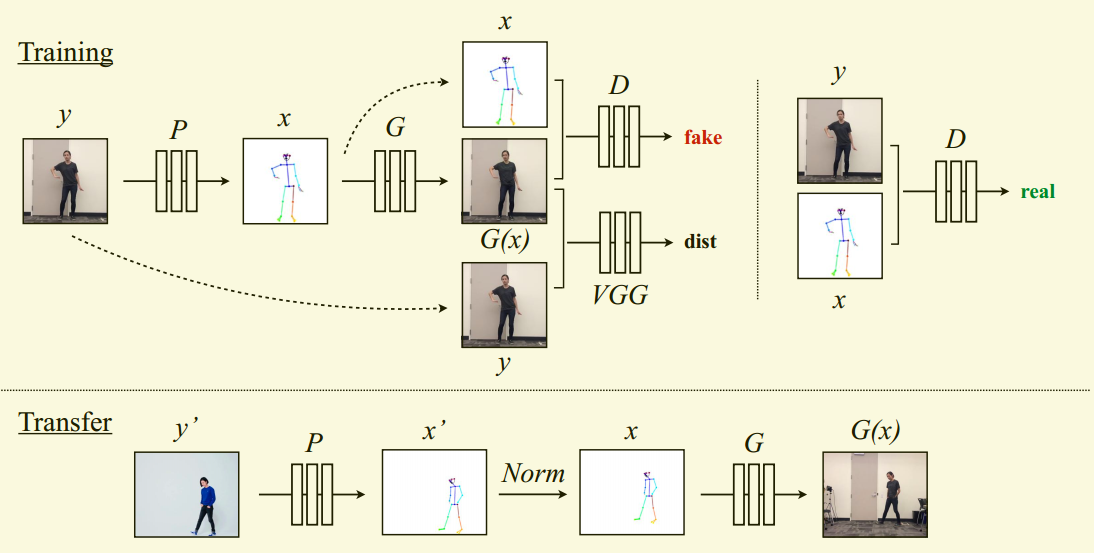 Training
y
P
x
G
x
G(x)
y
D
fake
VGG
dist
y
x
D
real
Transfer
y’
P
x’
Norm
x
G
G(x)